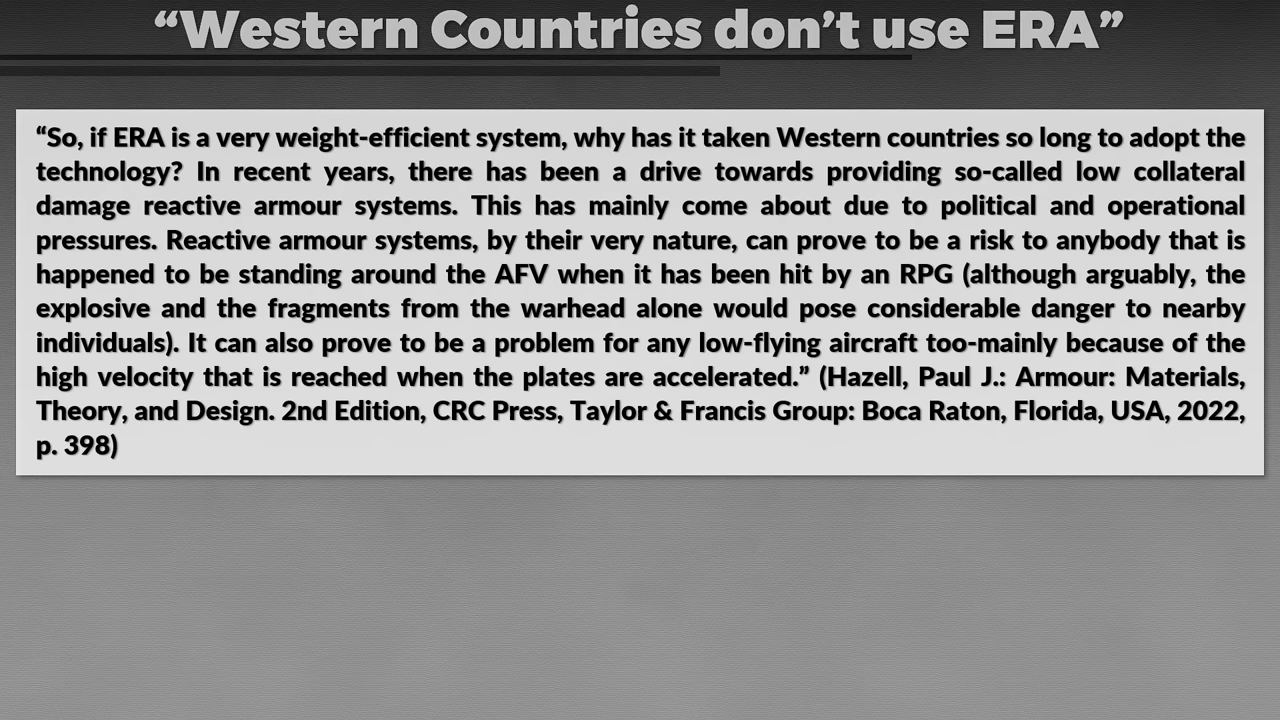 “Western Countries don’t use ERA”
“So, if ERA is a very weight-efficient system, why has it taken Western countries so long to adopt the
technology? In recent years, there has been a drive towards providing so-called low collateral
damage reactive armour systems. This has mainly come about due to political and operational
pressures. Reactive armour systems, by their very nature, can prove to be a risk to anybody that is
happened to be standing around the AFV when it has been hit by an RPG (although arguably, the
explosive and the fragments from the warhead alone would pose considerable danger to nearby
individuals). It can also prove to be a problem for any low-flying aircraft too-mainly because of the
high velocity that is reached when the plates are accelerated.” (Hazell, Paul J.: Armour: Materials,
Theory, and Design. 2nd Edition, CRC Press, Taylor & Francis Group: Boca Raton, Florida, USA, 2022,
p. 398)